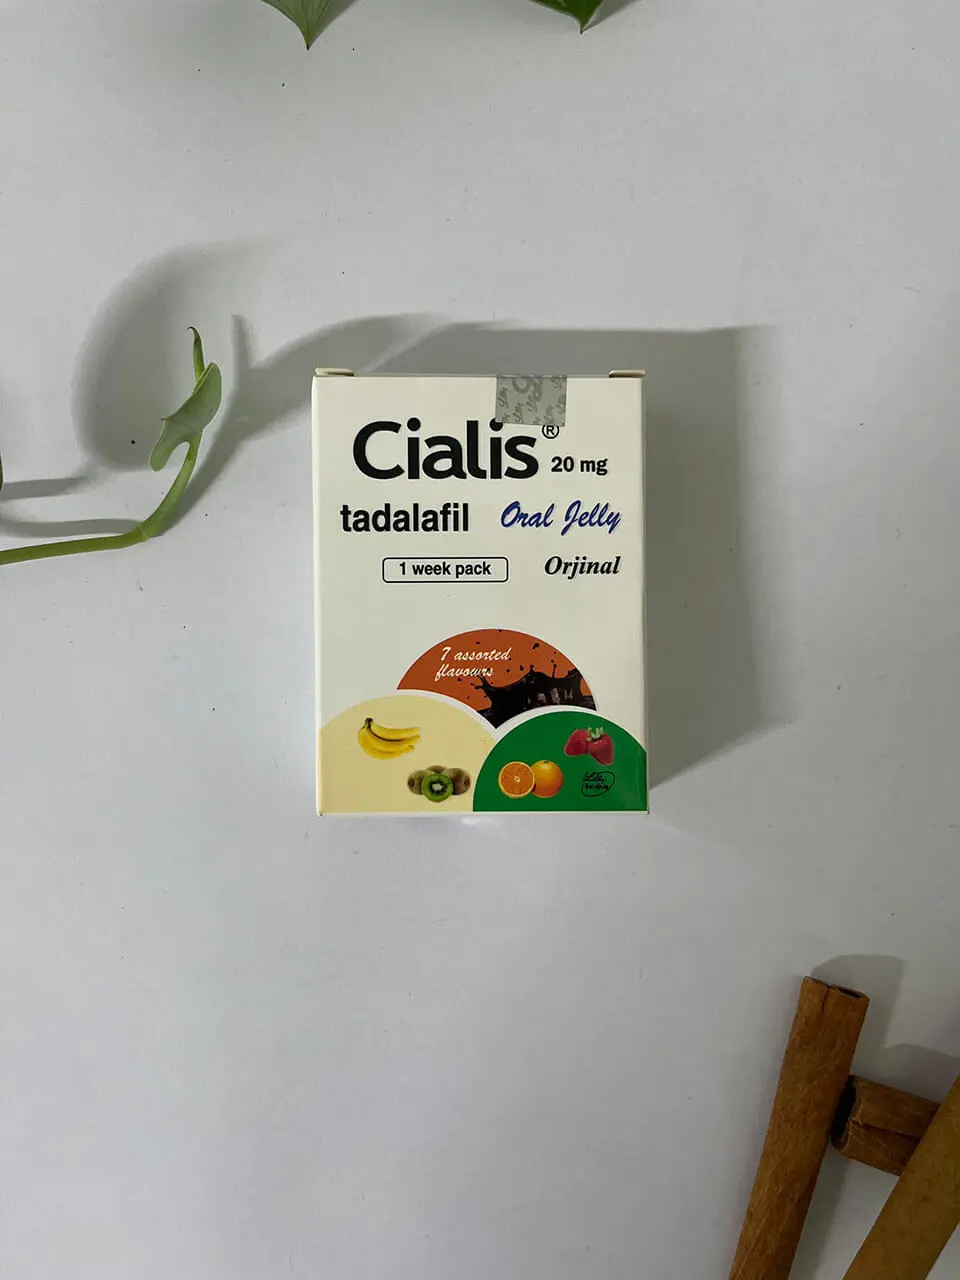 Cialis®
20 mg
tadalafil Oral Jelly
1 week pack Orjinal
7 assorted
flavours